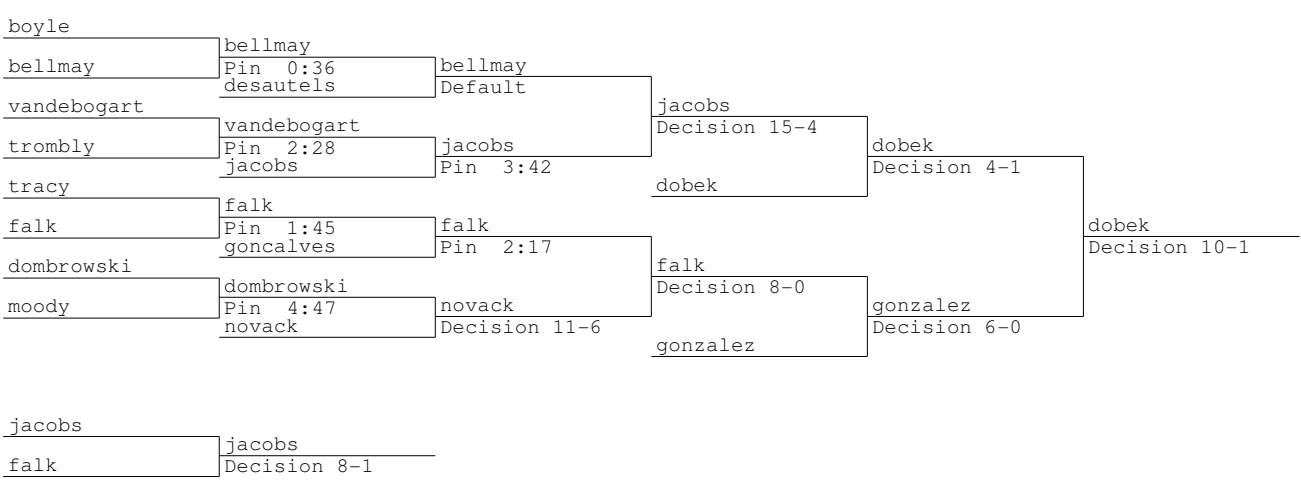 boyle
bellmay
bellmay
Pin 0:36
bellmay
desautels
Default
vandebogart
jacobs
vandebogart
Decision 15-4
trombly
Pin 2:28
jacobs
dobek
jacobs
Pin 3:42
Decision 4-1
tracy
dobek
falk
falk
Pin 1:45
falk
dobek
goncalves
Pin 2:17
Decision 10-1
dombrowski
falk
dombrowski
Decision 8-0
moody
Pin 4:47
novack
gonzalez
novack
Decision 11-6
Decision 6-0
gonzalez
jacobs
jacobs
falk
Decision 8-1